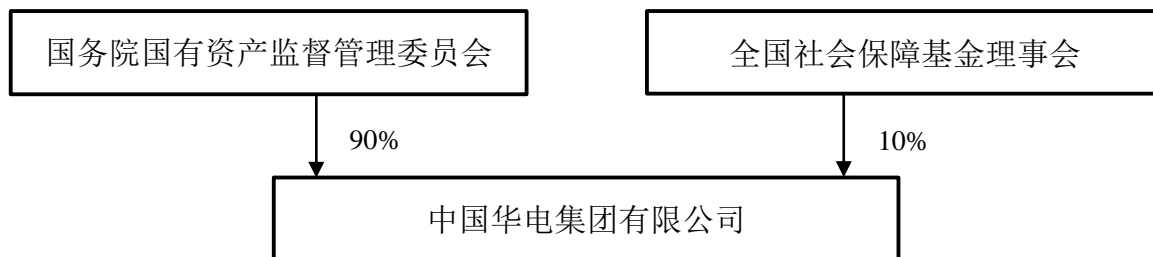 国务院国有资产监督管理委员会
全国社会保障基金理事会
90%
10%
中国华电集团有限公司